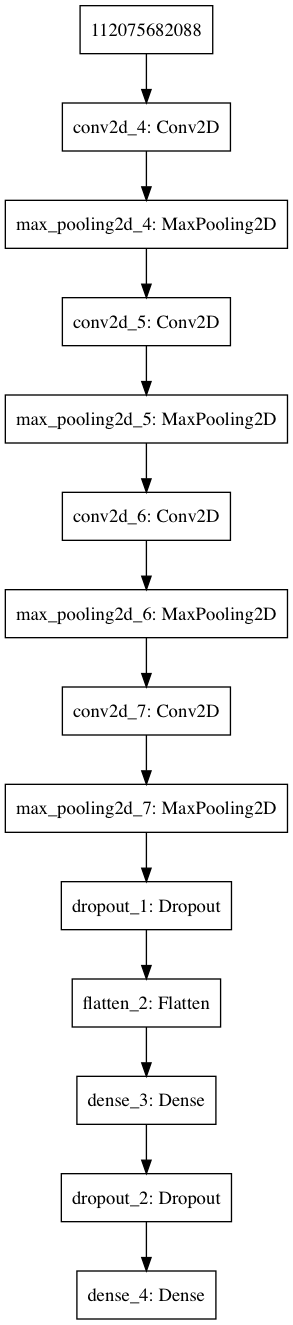 112075682088
conv2d_4: Conv2D
max_pooling2d_4: MaxPooling2D
conv2d_5: Conv2D
max_pooling2d_5: MaxPooling2D
conv2d_6: Conv2D
max_pooling2d_6: MaxPooling2D
conv2d_7: Conv2D
max_pooling2d_7: MaxPooling2D
dropout_1: Dropout
flatten_2: Flatten
dense_3: Dense
dropout_2: Dropout
dense_4: Dense